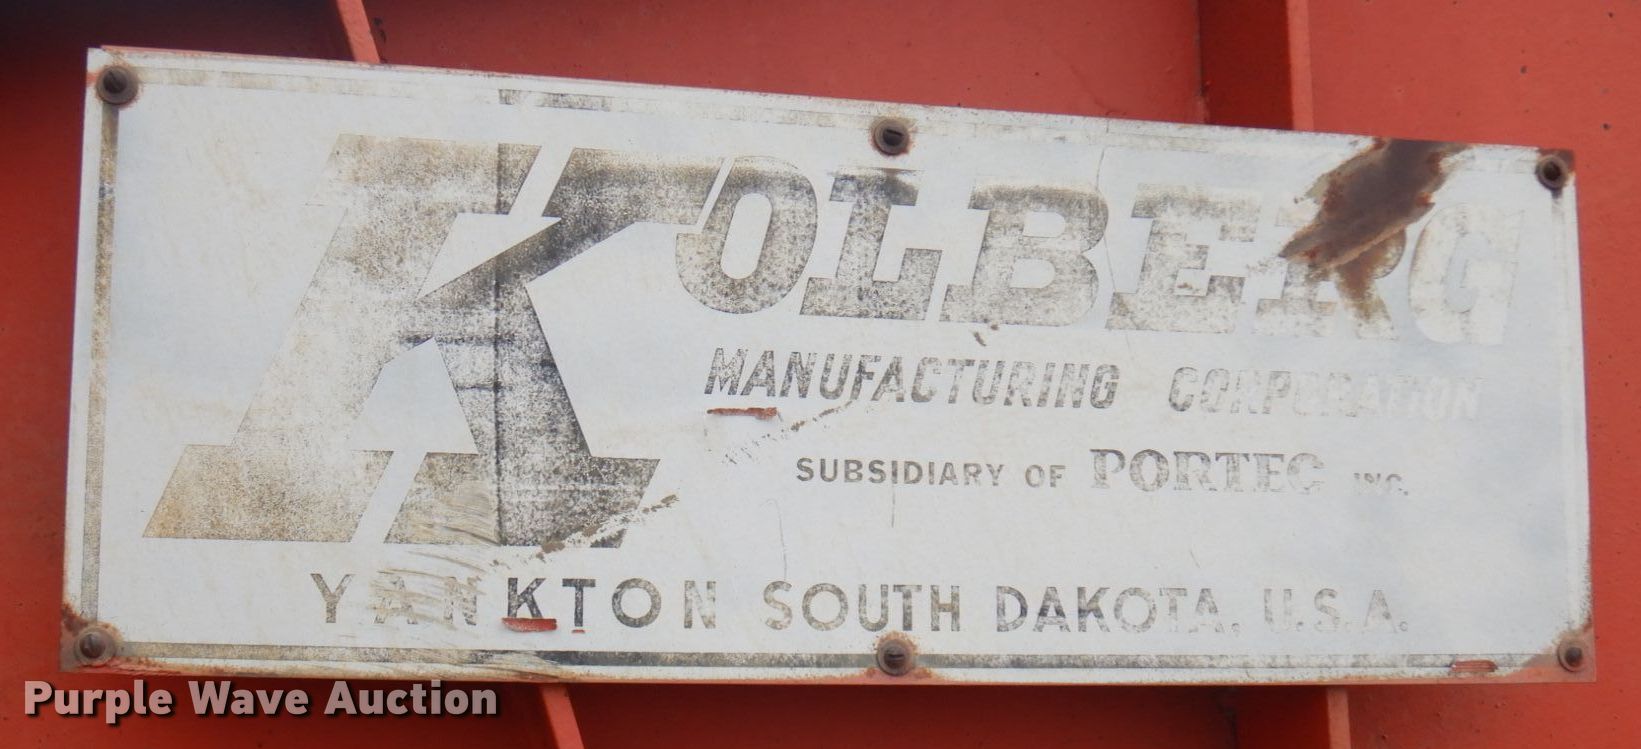 KOLBERG
MANUFACTURING CORPORATION
SUBSIDIARY OF PORTEC INC.
YANKTON SOUTH DAKOTA, U.S.A.
Purple Wave Auction